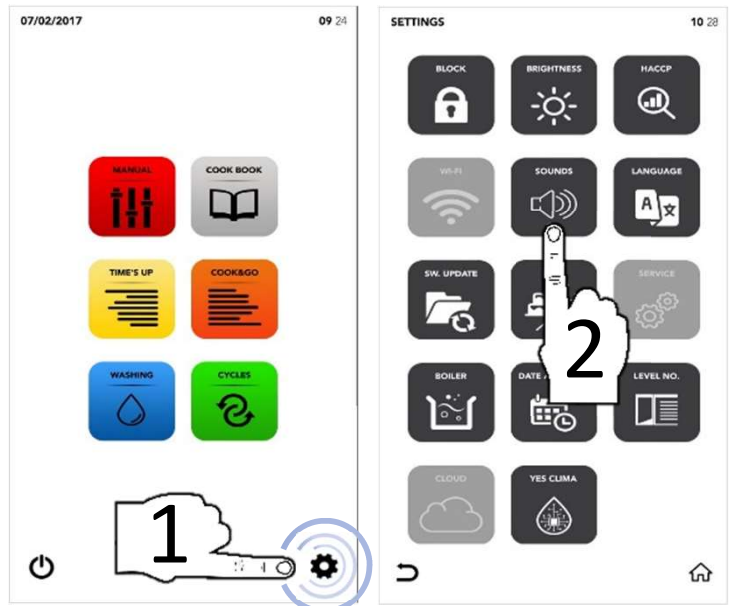 07/02/2017 09 24
MANUAL COOK BOOK
TIME'S UP COOK&GO
WASHING CYCLES
1
SETTINGS 10 28
BLOCK BRIGHTNESS HACCP
WI-FI SOUNDS LANGUAGE
A
SW. UPDATE SERVICE
2
BOILER DATE LEVEL NO.
CLOUD YES CLIMA